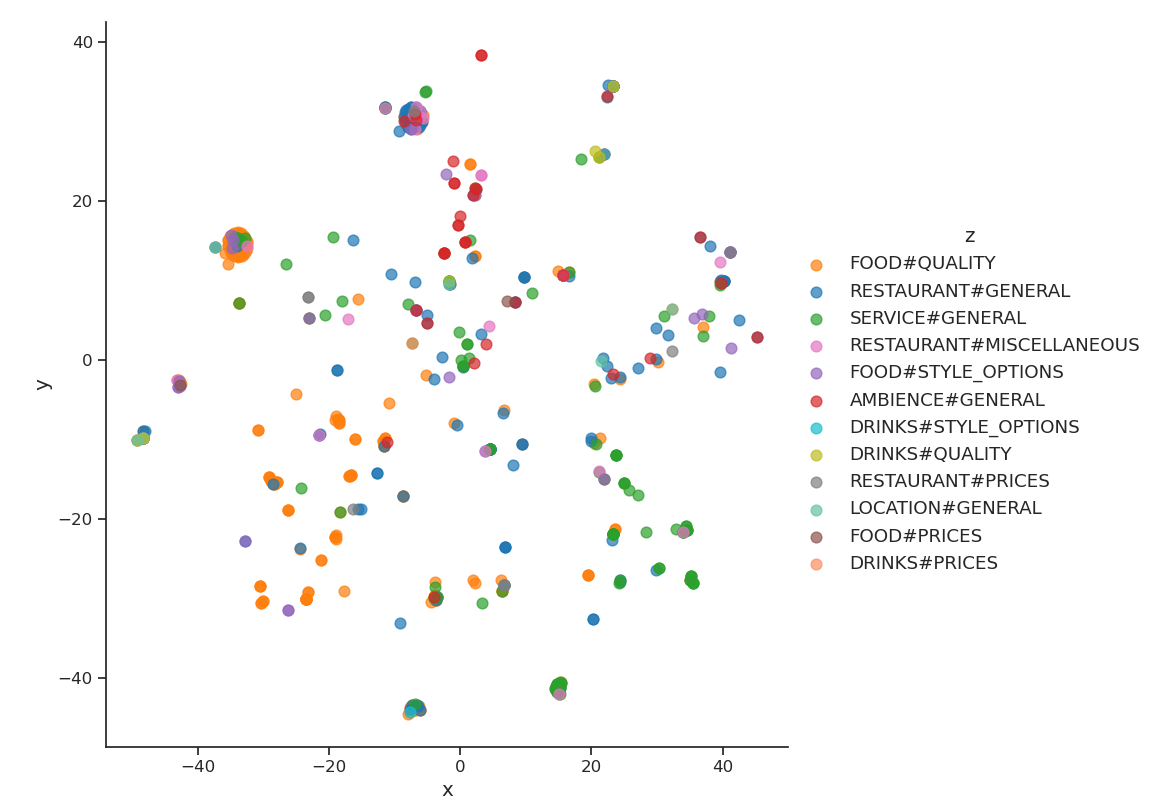 40
20
0
−20
−40
y
−40
−20
0
20
40
x
z
FOOD#QUALITY
RESTAURANT#GENERAL
SERVICE#GENERAL
RESTAURANT#MISCELLANEOUS
FOOD#STYLE_OPTIONS
AMBIENCE#GENERAL
DRINKS#STYLE_OPTIONS
DRINKS#QUALITY
RESTAURANT#PRICES
LOCATION#GENERAL
FOOD#PRICES
DRINKS#PRICES